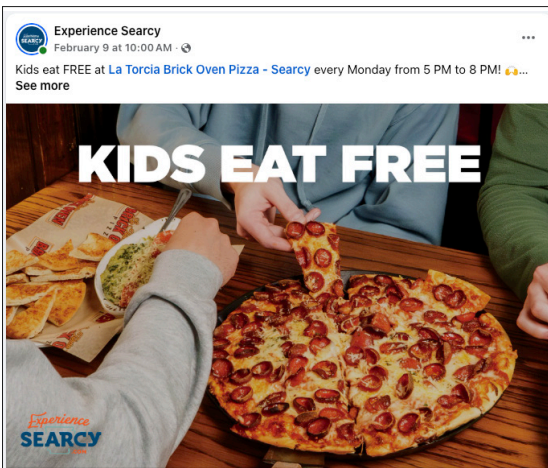 Experience Searcy
February 9 at 10:00 AM ·
Kids eat FREE at La Torcia Brick Oven Pizza - Searcy every Monday from 5 PM to 8 PM! 🙌...
See more
KIDS EAT FREE
Experience
SEARCY